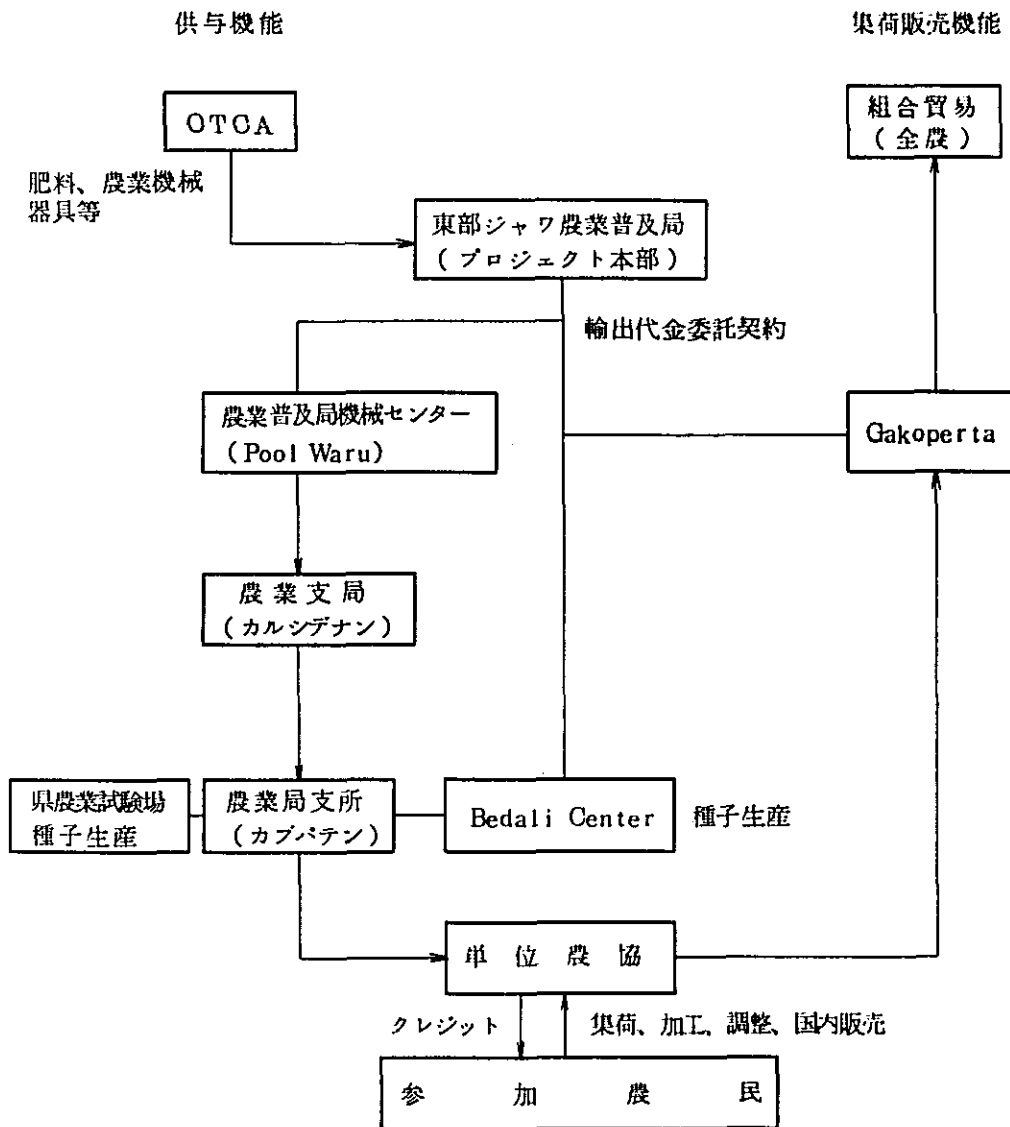 供与機能
集荷販売機能
OTCA
組合貿易
(全農)
肥料、農業機械
器具等
東部ジャワ農業普及局
(プロジェクト本部)
輸出代金委託契約
農業普及局機械センター
(Pool Waru)
Gakoperta
農業支局
(カルシデナン)
県農業試験場
種子生産
農業局支所
(カブパテン)
Bedali Center
種子生産
単位農協
クレジット
集荷、加工、調整、国内販売
参加農民